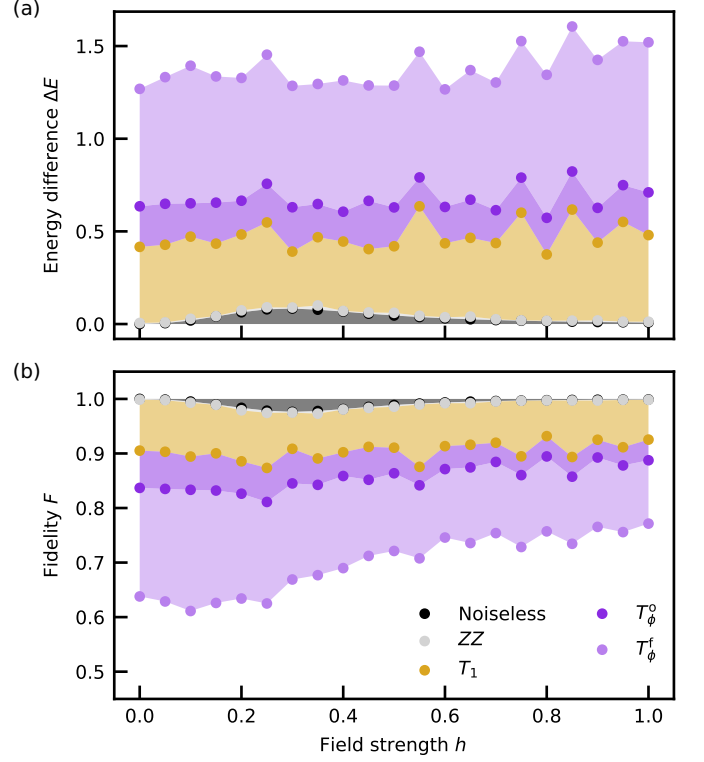 (a)
Energy difference ΔE
1.5
1.0
0.5
0.0
(b)
Fidelity F
1.0
0.9
0.8
0.7
0.6
0.5
Noiseless
ZZ
T₁
T_ϕ^o
T_ϕ^f
0.0 0.2 0.4 0.6 0.8 1.0
Field strength h